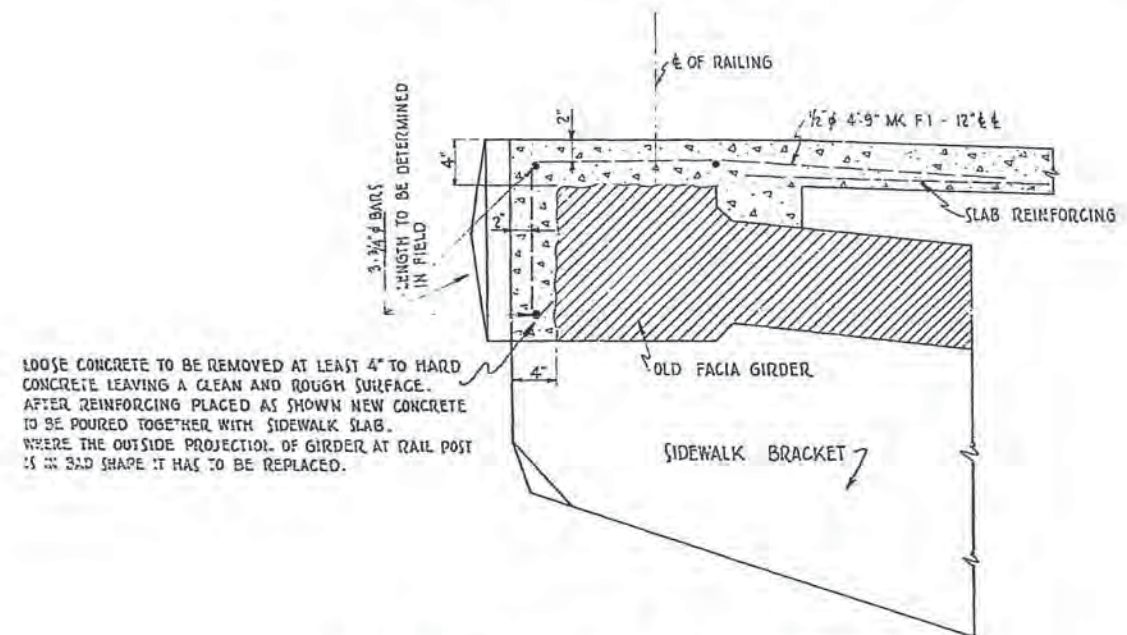 ℄ OF RAILING
½"φ 4'-9" MK F1 - 12" ℄ ℄
2"
4"
3-¾"φ BARS
LENGTH TO BE DETERMINED
IN FIELD
2"
SLAB REINFORCING
4"
OLD FACIA GIRDER
LOOSE CONCRETE TO BE REMOVED AT LEAST 4" TO HARD
CONCRETE LEAVING A CLEAN AND ROUGH SURFACE.
AFTER REINFORCING PLACED AS SHOWN NEW CONCRETE
TO BE POURED TOGETHER WITH SIDEWALK SLAB.
WHERE THE OUTSIDE PROJECTION OF GIRDER AT RAIL POST
IS IN BAD SHAPE IT HAS TO BE REPLACED.
SIDEWALK BRACKET